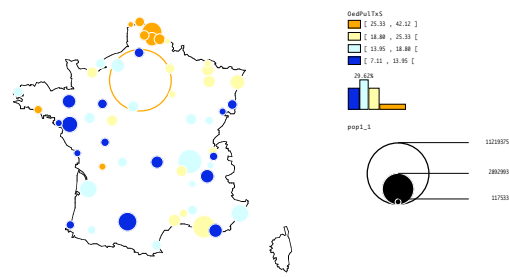 OedPulTxS
[ 25.33 , 42.12 ]
[ 18.80 , 25.33 [
[ 13.95 , 18.80 [
[ 7.11 , 13.95 [
29.62%
pop1_1
11219375
2892993
117533